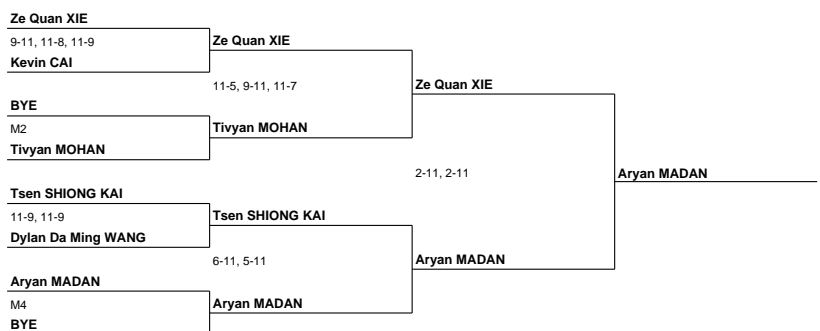 Ze Quan XIE
9-11, 11-8, 11-9
Ze Quan XIE
Kevin CAI
11-5, 9-11, 11-7
Ze Quan XIE
BYE
M2
Tivyan MOHAN
Tivyan MOHAN
2-11, 2-11
Aryan MADAN
Tsen SHIONG KAI
11-9, 11-9
Tsen SHIONG KAI
Dylan Da Ming WANG
6-11, 5-11
Aryan MADAN
Aryan MADAN
M4
Aryan MADAN
BYE